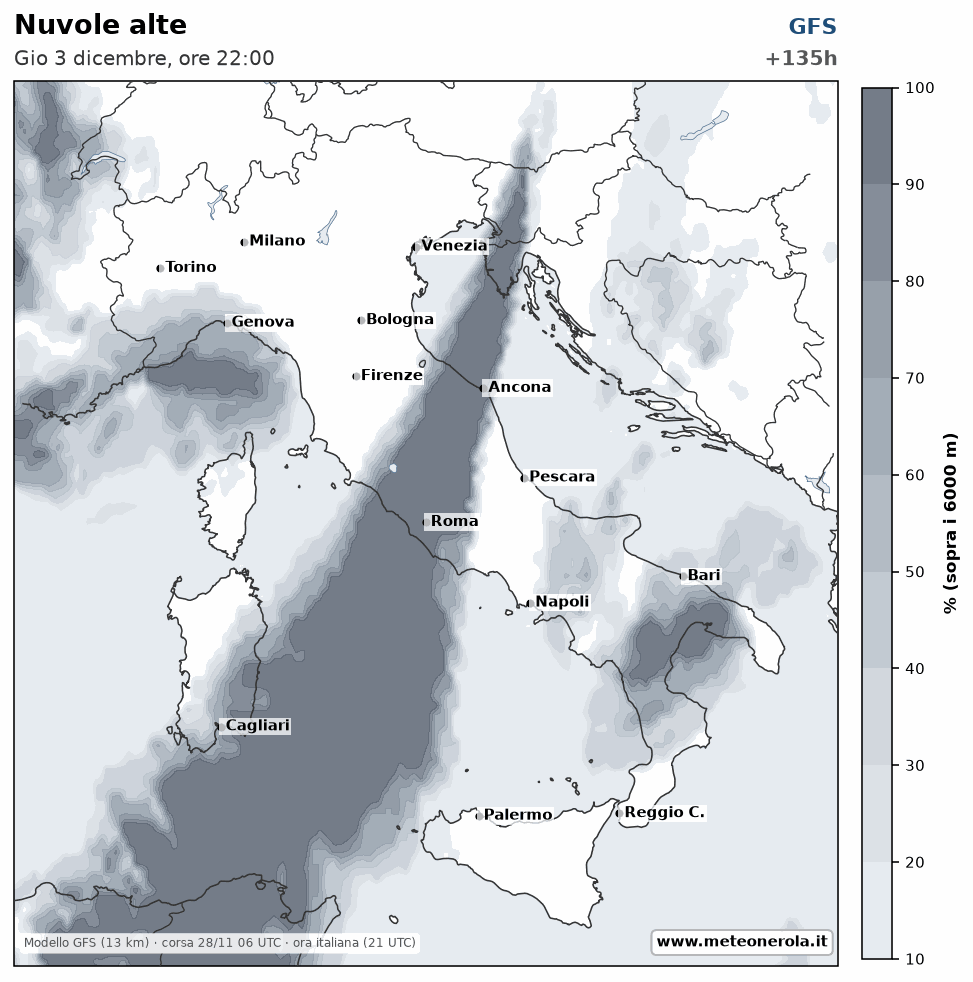 Nuvole alte
GFS
Gio 3 dicembre, ore 22:00
+135h
100
90
80
70
60
50
40
30
20
10
% (sopra i 6000 m)
Milano
Venezia
Torino
Genova
Bologna
Firenze
Ancona
Pescara
Roma
Bari
Napoli
Cagliari
Palermo
Reggio C.
Modello GFS (13 km) · corsa 28/11 06 UTC · ora italiana (21 UTC)
www.meteonerola.it